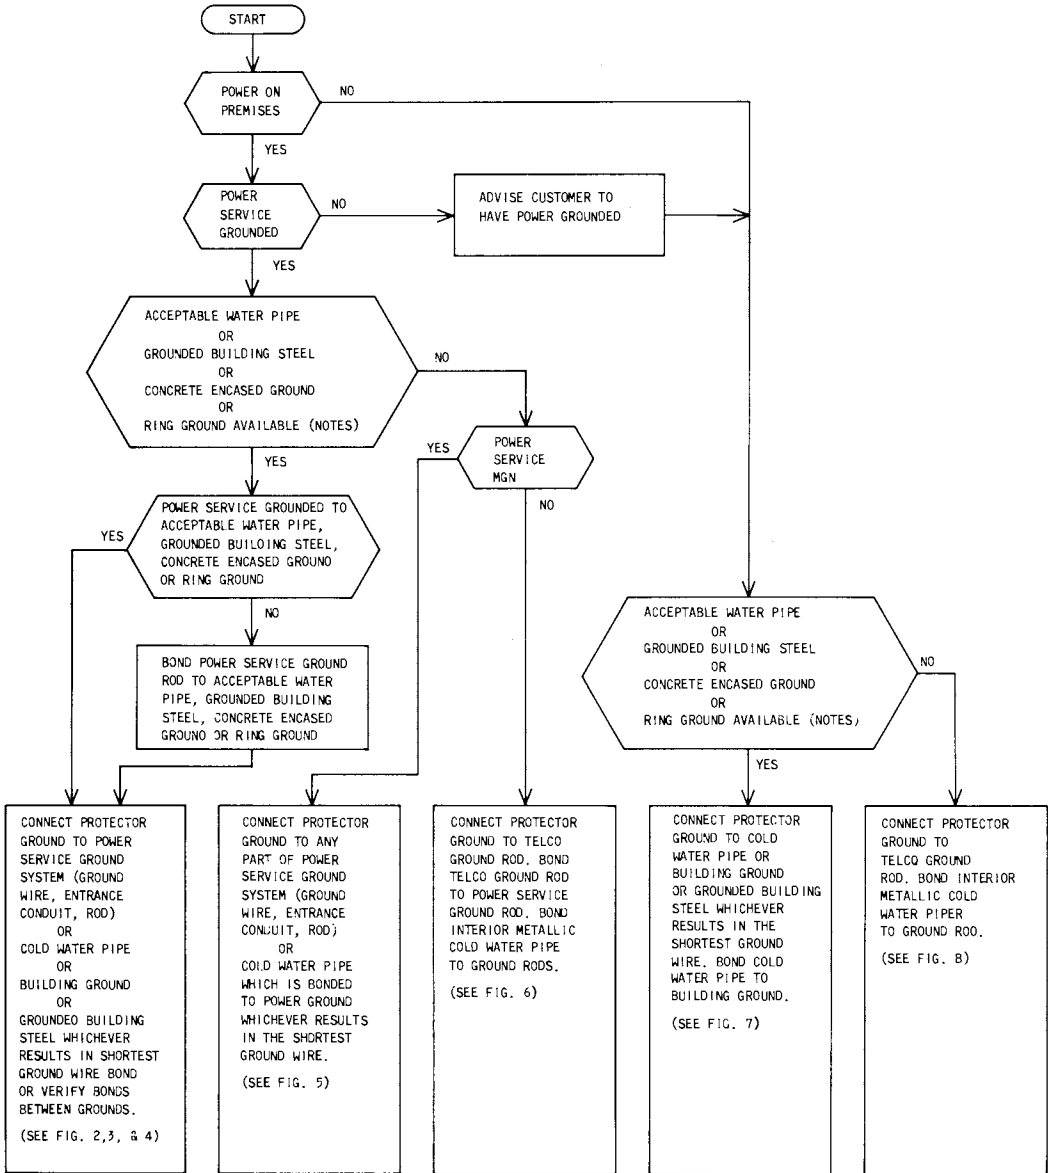 START
POWER ON
PREMISES
NO
YES
POWER
SERVICE
GROUNDED
NO
ADVISE CUSTOMER TO
HAVE POWER GROUNDED
YES
ACCEPTABLE WATER PIPE
OR
GROUNDED BUILDING STEEL
OR
CONCRETE ENCASED GROUND
OR
RING GROUND AVAILABLE (NOTES)
NO
YES
YES
POWER
SERVICE
MGN
NO
POWER SERVICE GROUNDED TO
ACCEPTABLE WATER PIPE,
GROUNDED BUILDING STEEL,
CONCRETE ENCASED GROUNO
OR RING GROUND
YES
NO
BOND POWER SERVICE GROUND
ROD TO ACCEPTABLE WATER
PIPE, GROUNDED BUILDING
STEEL, CONCRETE ENCASED
GROUNO OR RING GROUND
ACCEPTABLE WATER PIPE
OR
GROUNDED BUILDING STEEL
OR
CONCRETE ENCASED GROUND
OR
RING GROUND AVAILABLE (NOTES)
NO
YES
CONNECT PROTECTOR
GROUND TO POWER
SERVICE GROUND
SYSTEM (GROUND
WIRE, ENTRANCE
CONDUIT, ROD)
OR
COLD WATER PIPE
OR
BUILDING GROUND
OR
GROUNDEO BUILDING
STEEL WHICHEVER
RESULTS IN SHORTEST
GROUND WIRE BOND
OR VERIFY BONDS
BETWEEN GROUNDS.
(SEE FIG. 2,3, & 4)
CONNECT PROTECTOR
GROUND TO ANY
PART OF POWER
SERVICE GROUND
SYSTEM (GROUND
WIRE, ENTRANCE
CONDUIT, ROD)
OR
COLD WATER PIPE
WHICH IS BONDED
TO POWER GROUND
WHICHEVER RESULTS
IN THE SHORTEST
GROUND WIRE.
(SEE FIG. 5)
CONNECT PROTECTOR
GROUND TO TELCO
GROUND ROD. BOND
TELCO GROUND ROD
TO POWER SERVICE
GROUND ROD. BOND
INTERIOR METALLIC
COLD WATER PIPE
TO GROUND RODS.
(SEE FIG. 6)
CONNECT PROTECTOR
GROUND TO COLD
WATER PIPE OR
BUILDING GROUND
OR GROUNDED BUILDING
STEEL WHICHEVER
RESULTS IN THE
SHORTEST GROUND
WIRE. BOND COLD
WATER PIPE TO
BUILDING GROUND.
(SEE FIG. 7)
CONNECT PROTECTOR
GROUND TO
TELCO GROUND
ROD. BOND INTERIOR
METALLIC COLD
WATER PIPER
TO GROUND ROO.
(SEE FIG. 8)